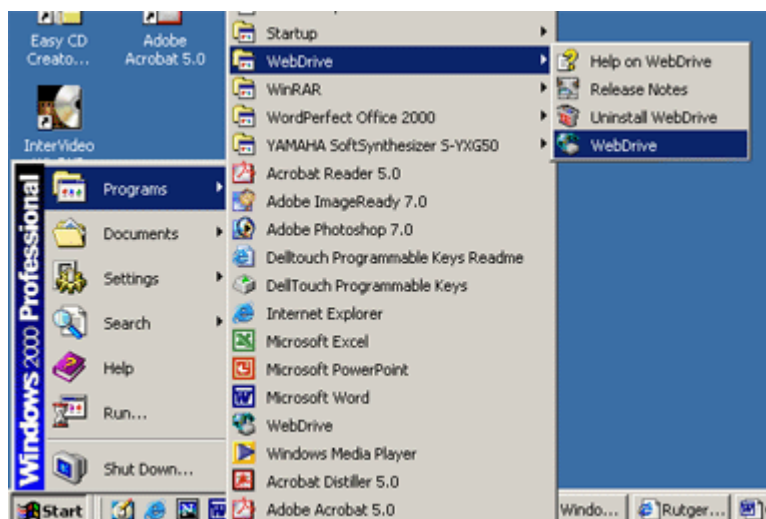 Easy CD
Creato...
Adobe
Acrobat 5.0
InterVideo
Windows 2000 Professional
Programs
Documents
Settings
Search
Help
Run...
Shut Down...
Startup
WebDrive
WinRAR
WordPerfect Office 2000
YAMAHA SoftSynthesizer S-YXG50
Acrobat Reader 5.0
Adobe ImageReady 7.0
Adobe Photoshop 7.0
Delltouch Programmable Keys Readme
DellTouch Programmable Keys
Internet Explorer
Microsoft Excel
Microsoft PowerPoint
Microsoft Word
WebDrive
Windows Media Player
Acrobat Distiller 5.0
Adobe Acrobat 5.0
Help on WebDrive
Release Notes
Uninstall WebDrive
WebDrive
Start
Windo...
Rutger...